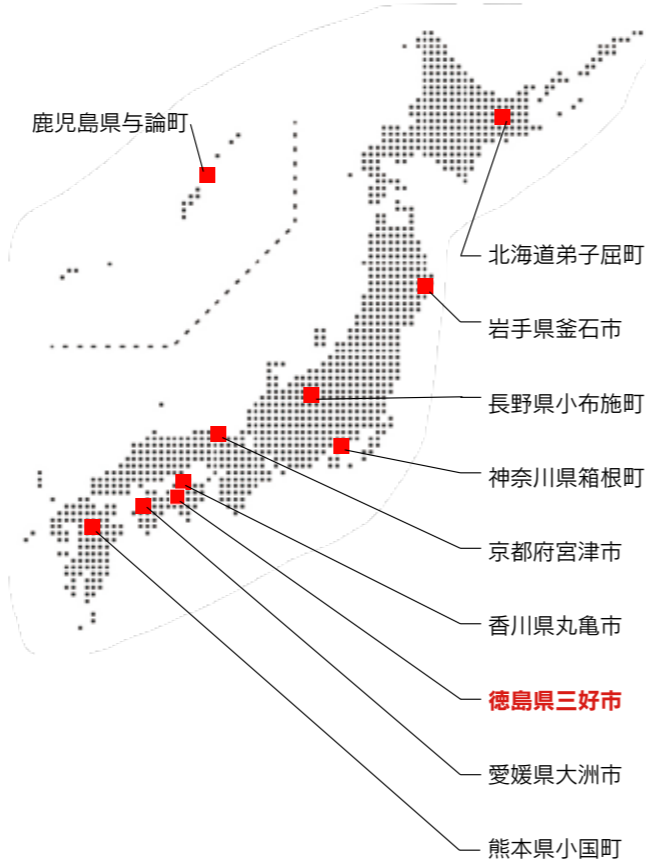 鹿児島県与論町
北海道弟子屈町
岩手県釜石市
長野県小布施町
神奈川県箱根町
京都府宮津市
香川県丸亀市
徳島県三好市
愛媛県大洲市
熊本県小国町